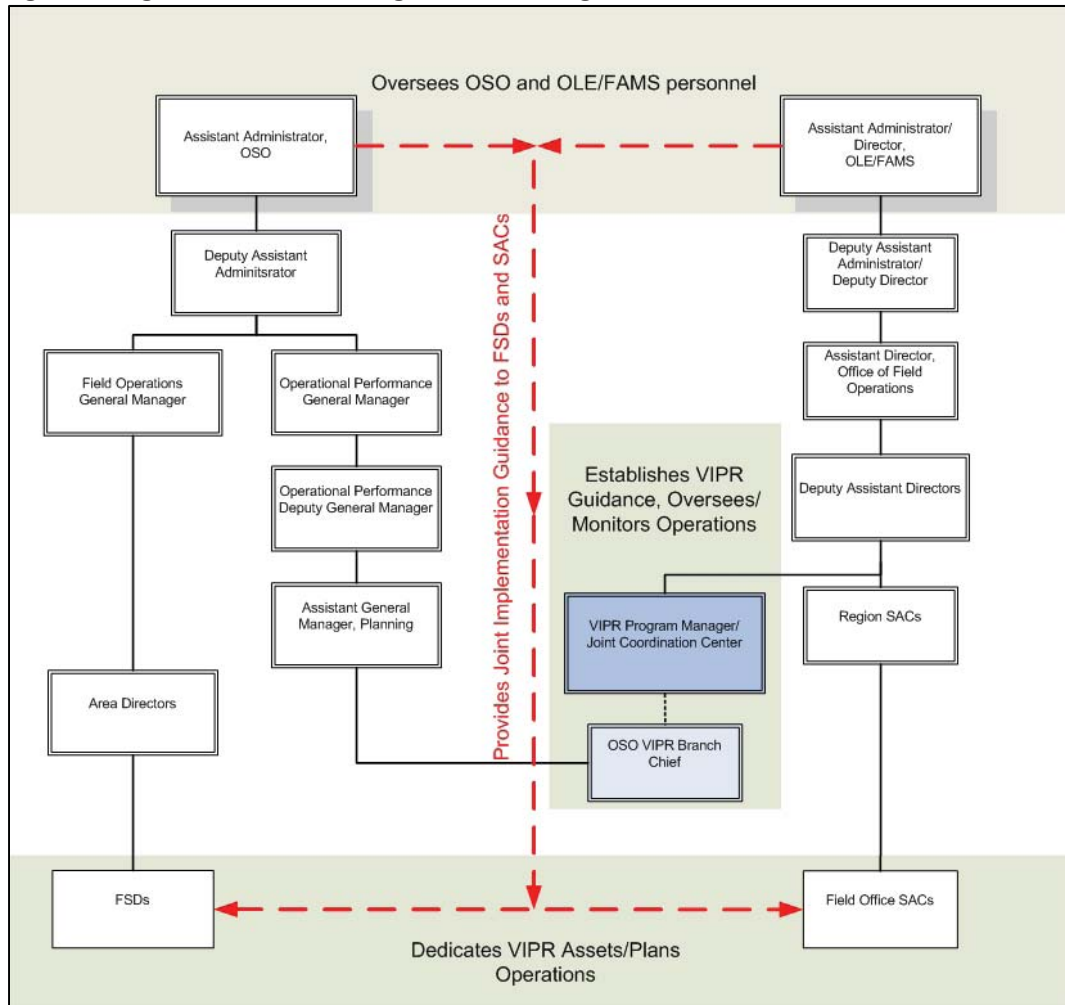 Oversees OSO and OLE/FAMS personnel
Assistant Administrator,
OSO
Assistant Administrator/
Director,
OLE/FAMS
Deputy Assistant
Adminitsrator
Deputy Assistant
Administrator/
Deputy Director
Field Operations
General Manager
Operational Performance
General Manager
Assistant Director,
Office of Field
Operations
Provides Joint Implementation Guidance to FSDs and SACs
Operational Performance
Deputy General Manager
Establishes VIPR
Guidance, Oversees/
Monitors Operations
Deputy Assistant Directors
Assistant General
Manager, Planning
VIPR Program Manager/
Joint Coordination Center
Region SACs
Area Directors
OSO VIPR Branch
Chief
FSDs
Field Office SACs
Dedicates VIPR Assets/Plans
Operations